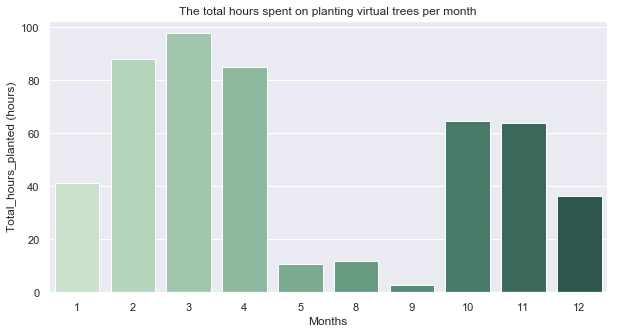 The total hours spent on planting virtual trees per month
Total_hours_planted (hours)
100
80
60
40
20
0
1 2 3 4 5 8 9 10 11 12
Months